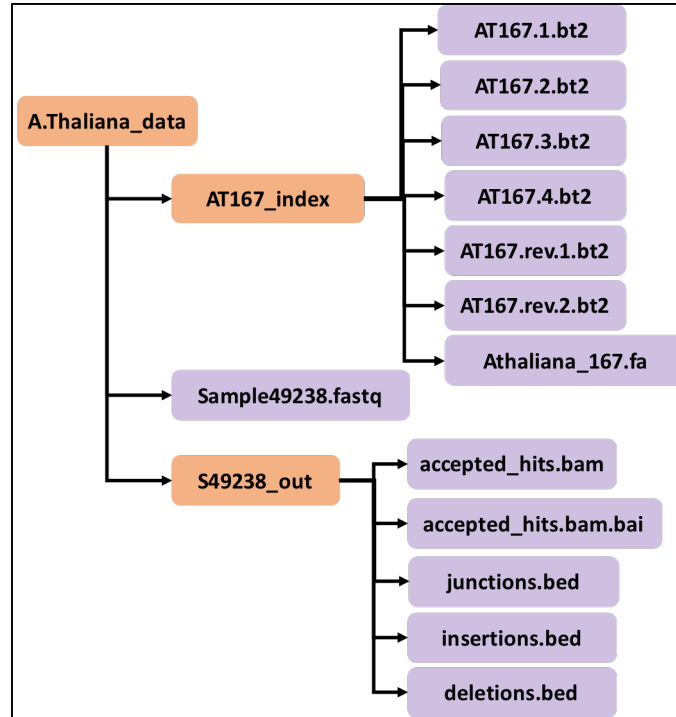 A.Thaliana_data
AT167_index
AT167.1.bt2
AT167.2.bt2
AT167.3.bt2
AT167.4.bt2
AT167.rev.1.bt2
AT167.rev.2.bt2
Athaliana_167.fa
Sample49238.fastq
S49238_out
accepted_hits.bam
accepted_hits.bam.bai
junctions.bed
insertions.bed
deletions.bed